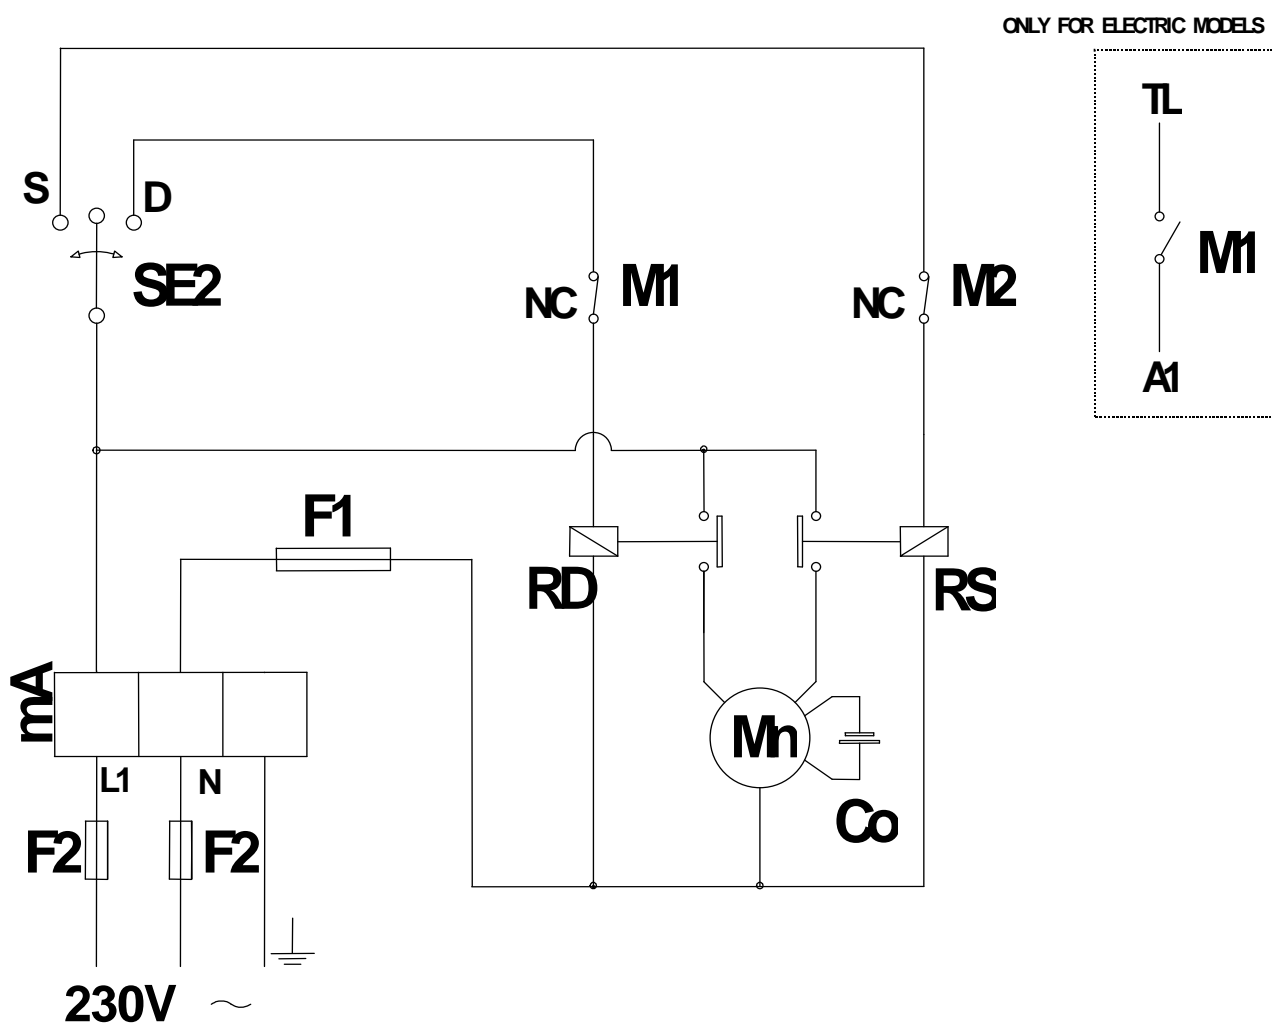 ONLY FOR ELECTRIC MODELS
TL
S
D
M1
SE2
NC
M1
NC
M2
A1
F1
RD
RS
mA
Mn
L1
N
Co
F2
F2
230V ~